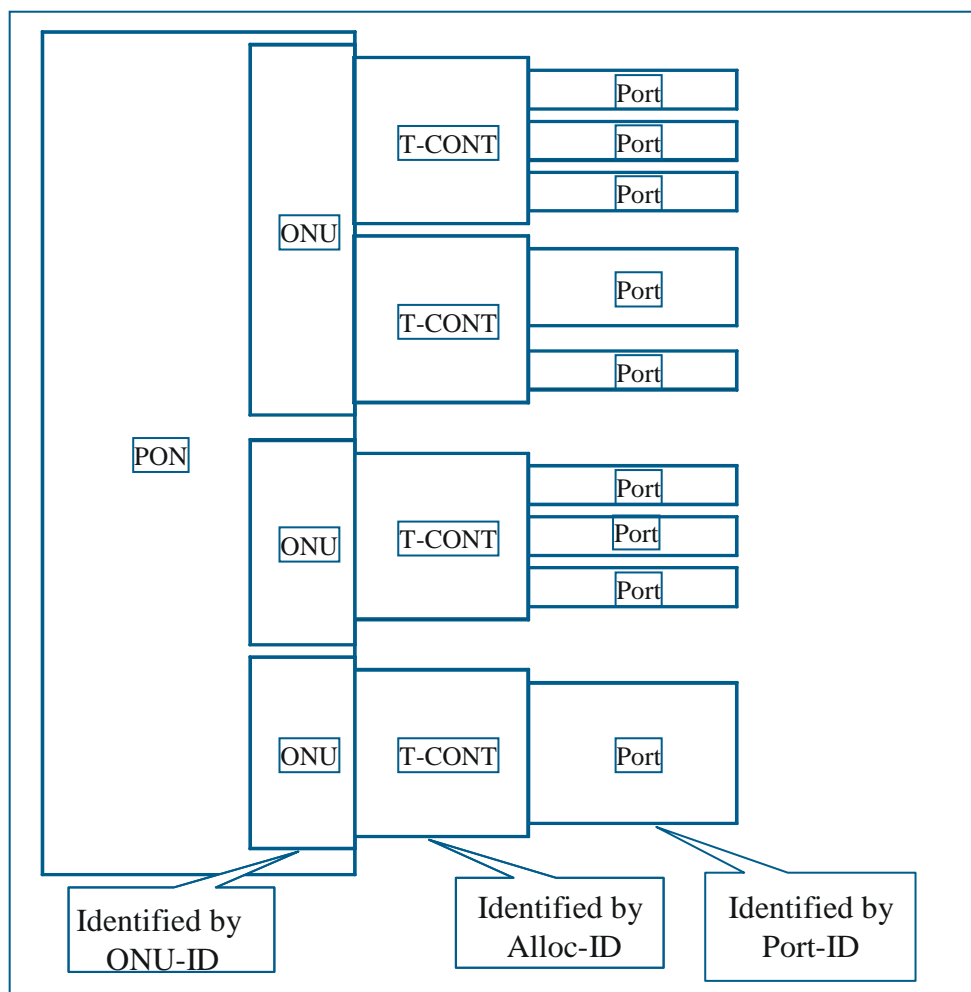 Port
T-CONT
Port
Port
ONU
Port
T-CONT
Port
PON
Port
ONU
T-CONT
Port
Port
ONU
T-CONT
Port
Identified by
ONU-ID
Identified by
Alloc-ID
Identified by
Port-ID